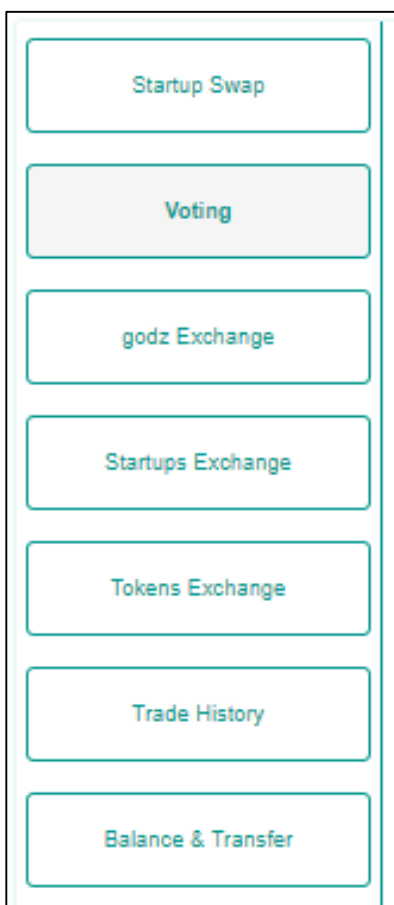 Startup Swap
Voting
godz Exchange
Startups Exchange
Tokens Exchange
Trade History
Balance & Transfer